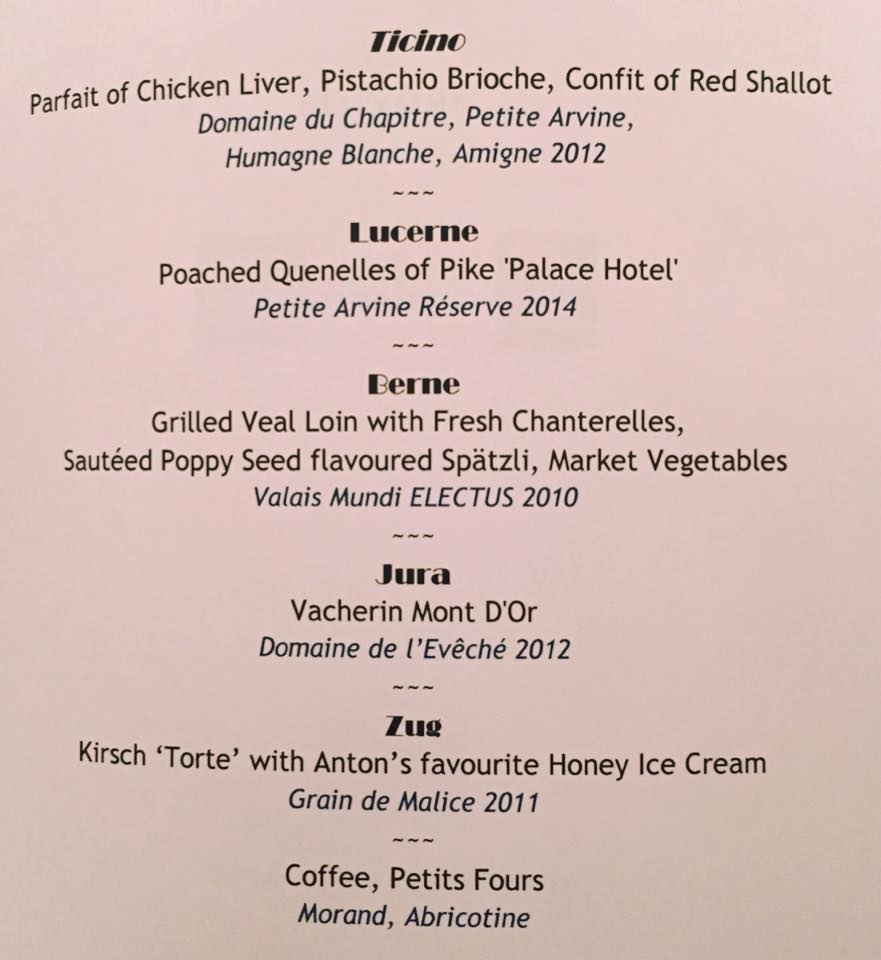 Ticino
Parfait of Chicken Liver, Pistachio Brioche, Confit of Red Shallot
Domaine du Chapitre, Petite Arvine,
Humagne Blanche, Amigne 2012
~~~
Lucerne
Poached Quenelles of Pike 'Palace Hotel'
Petite Arvine Réserve 2014
~~~
Berne
Grilled Veal Loin with Fresh Chanterelles,
Sautéed Poppy Seed flavoured Spätzli, Market Vegetables
Valais Mundi ELECTUS 2010
~~~
Jura
Vacherin Mont D'Or
Domaine de l’Evêché 2012
~~~
Zug
Kirsch ‘Torte’ with Anton’s favourite Honey Ice Cream
Grain de Malice 2011
~~~
Coffee, Petits Fours
Morand, Abricotine